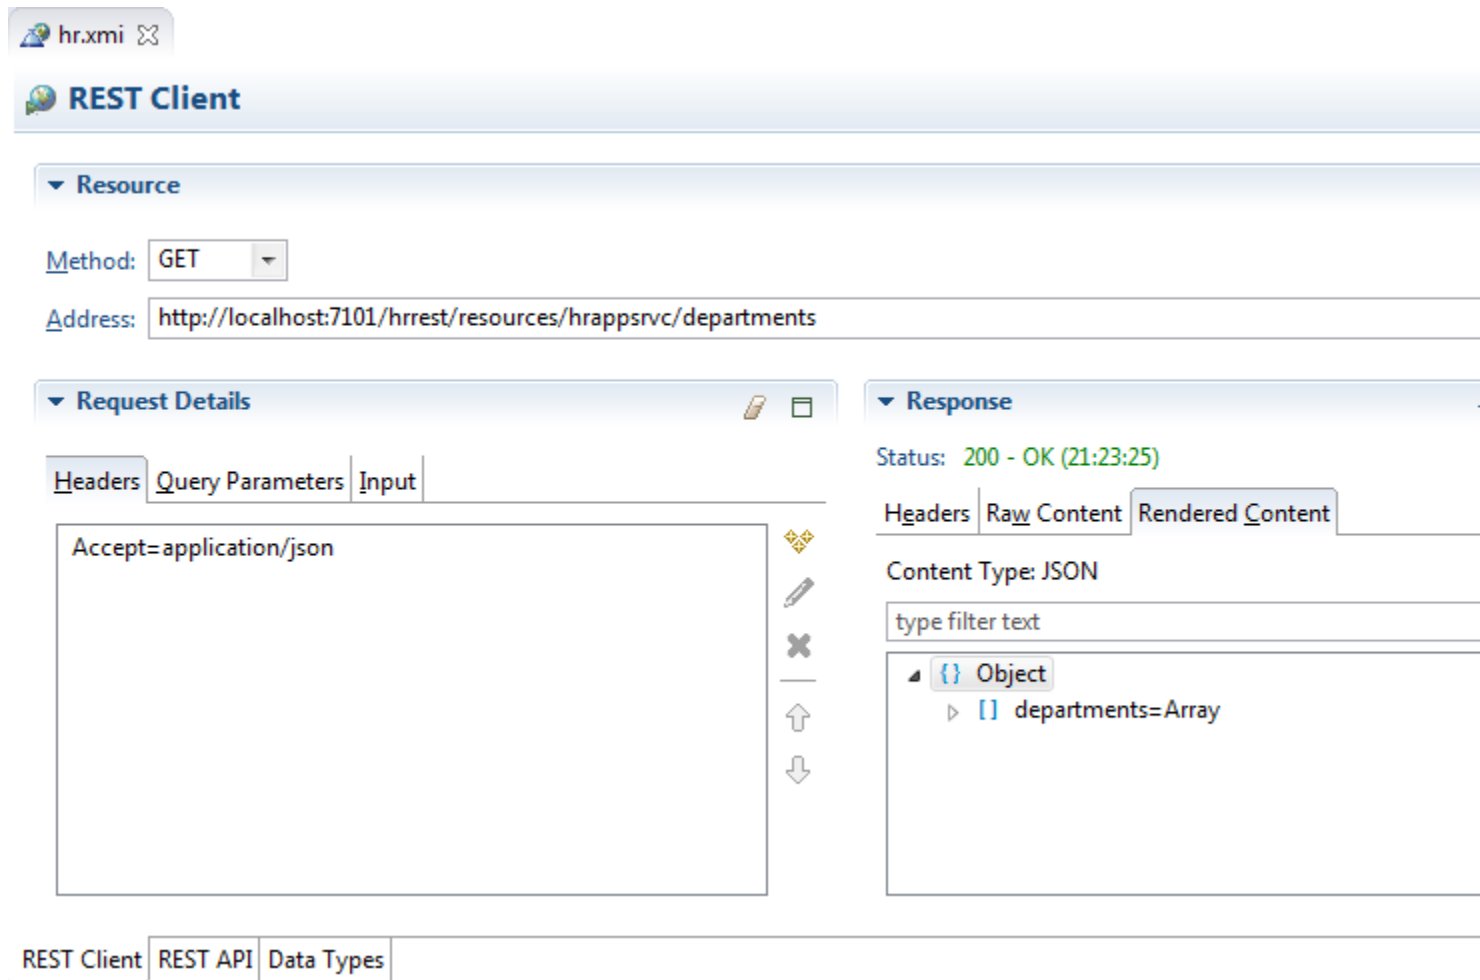 hr.xmi
REST Client
Resource
Method: GET
Address: http://localhost:7101/hrrest/resources/hrappsrvc/departments
Request Details
Headers Query Parameters Input
Accept=application/json
Response
Status: 200 - OK (21:23:25)
Headers Raw Content Rendered Content
Content Type: JSON
type filter text
{} Object
[] departments=Array
REST Client REST API Data Types